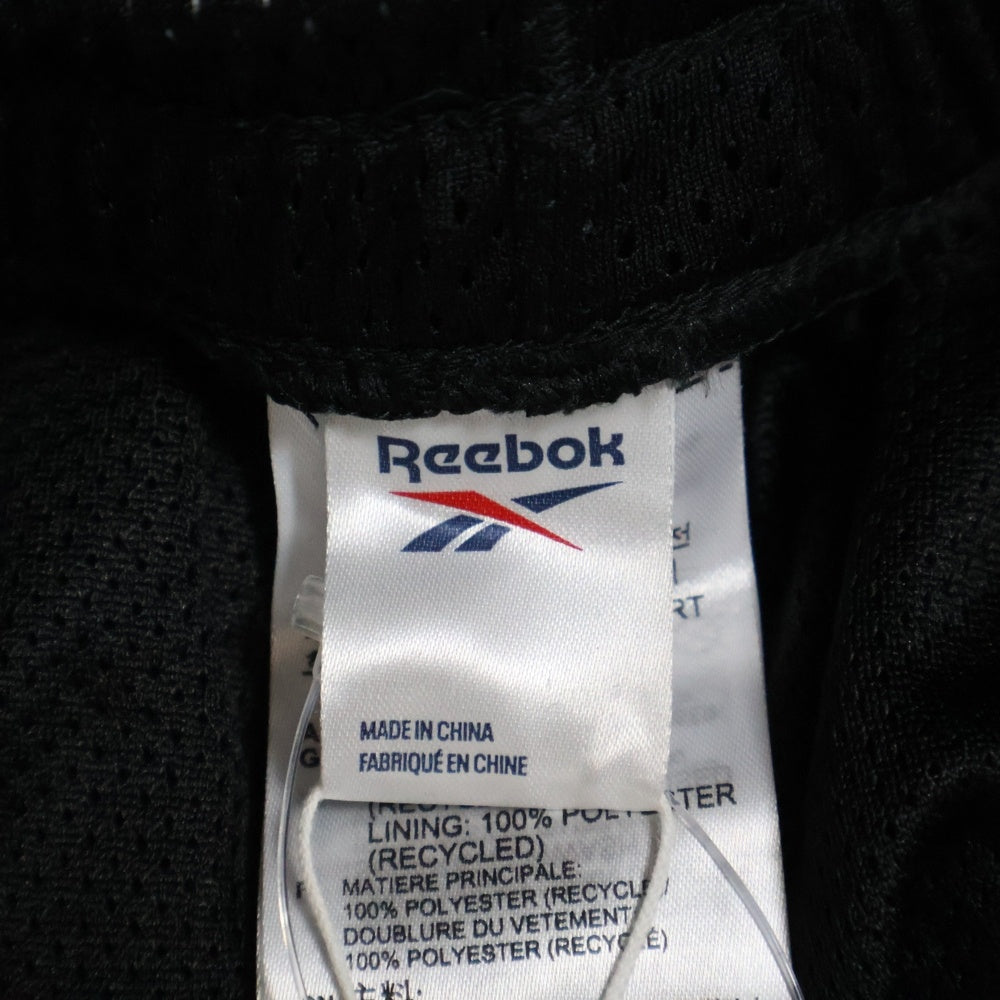 Reebok
RT
MADE IN CHINA
FABRIQUÉ EN CHINE
LINING: 100%
(RECYCLED)
MATIERE PRINCIPALE:
100% POLYESTER
DOUBLURE DU VETEMENT
100% POLYESTER